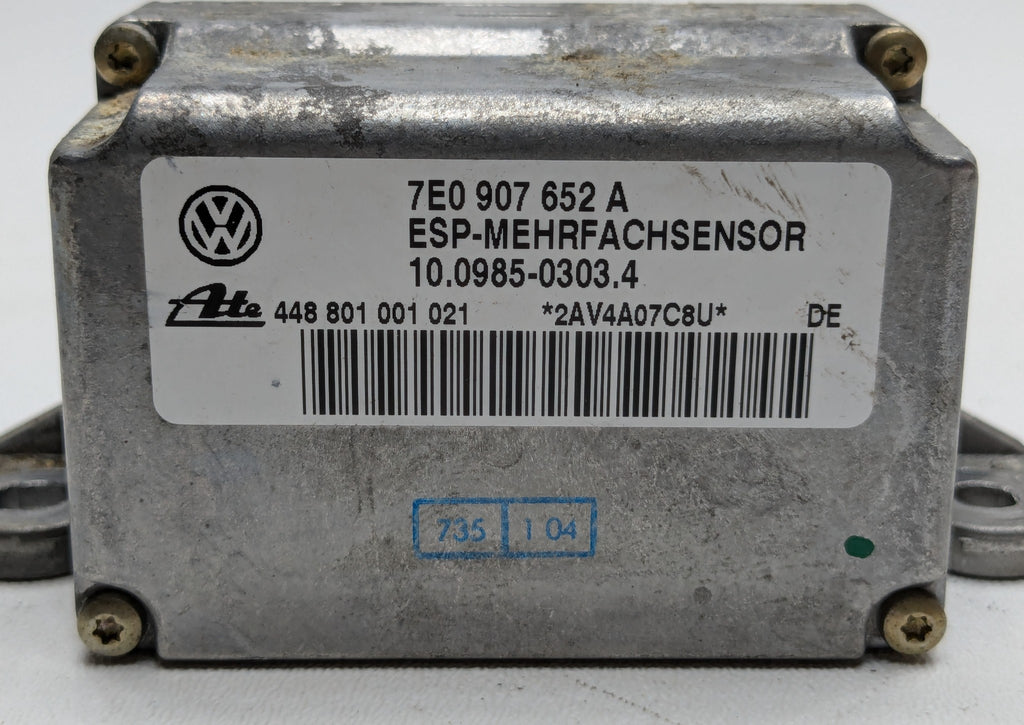 7E0 907 652 A
ESP-MEHRFACHSENSOR
10.0985-0303.4
Ate 448 801 001 021 *2AV4A07C8U* DE
735 1 04